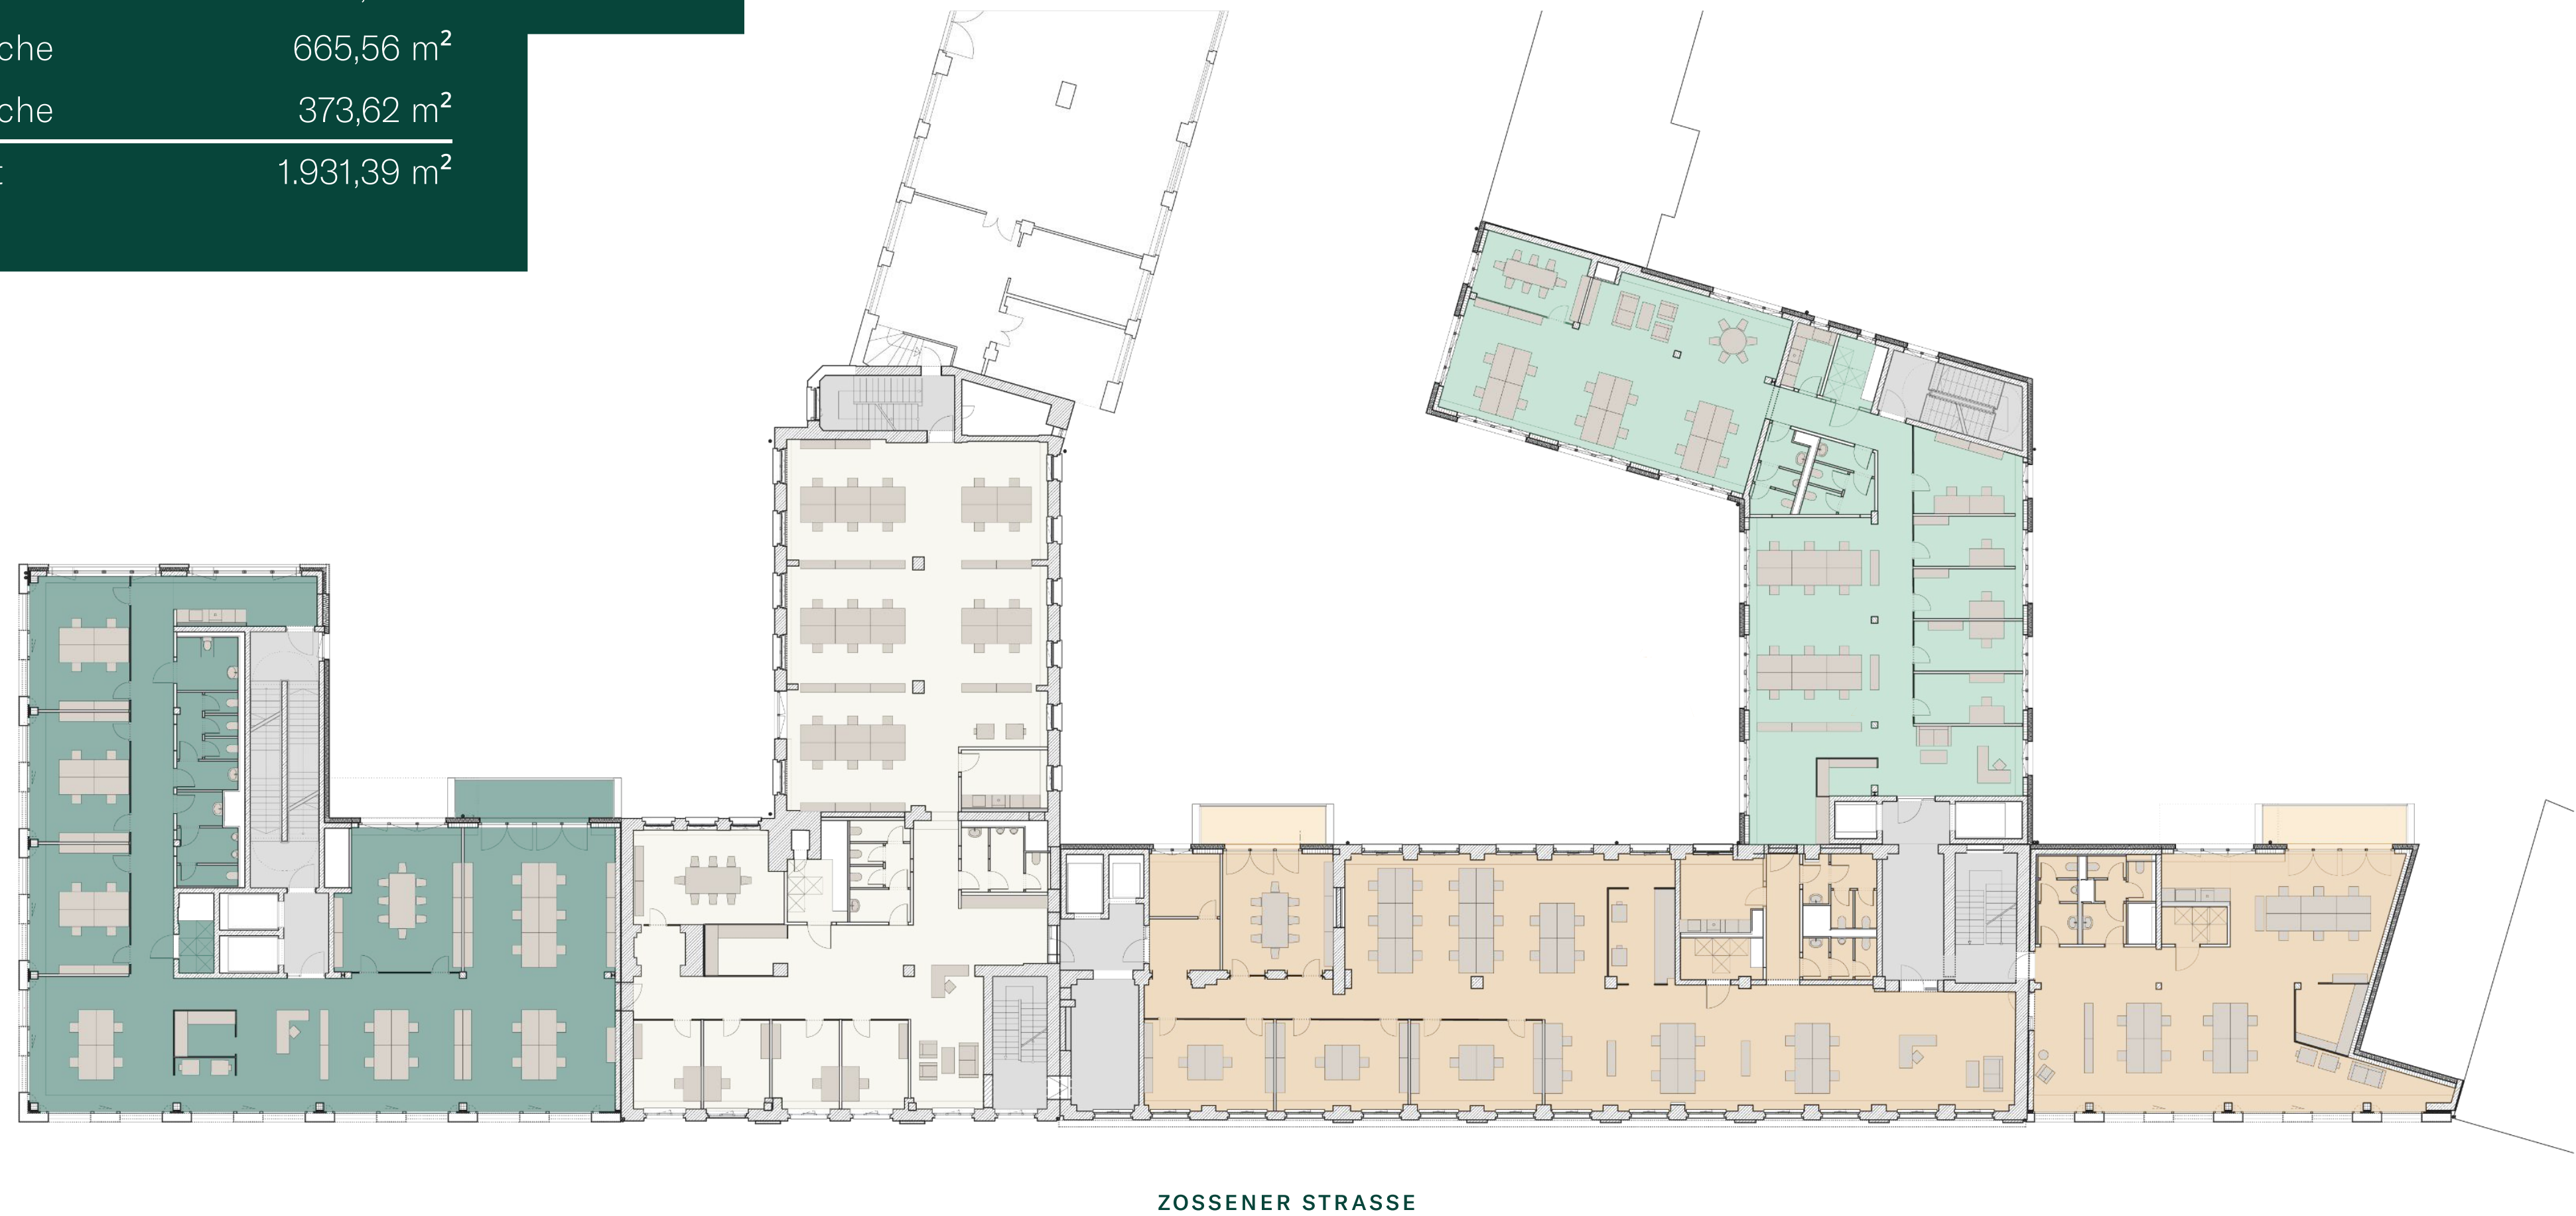 che 665,56 m²
che 373,62 m²
t 1.931,39 m²
ZOSSENER STRASSE